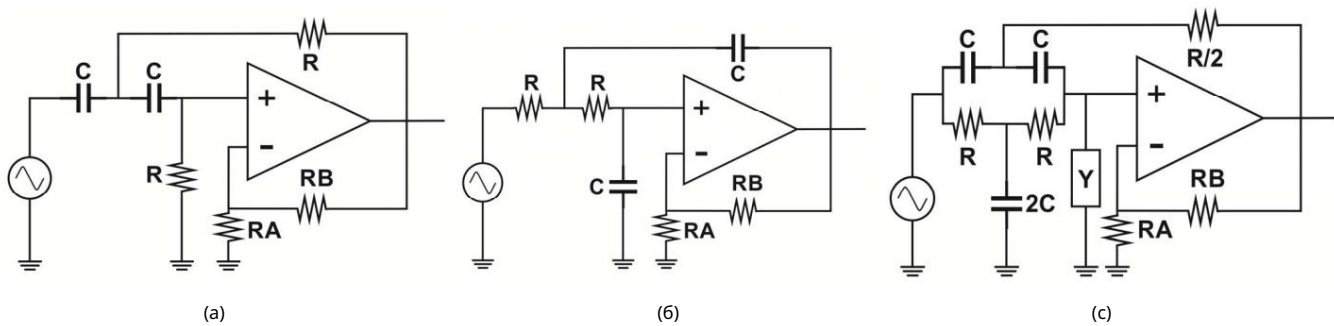 C C R + - R RB RA
R R C + - C RB RA
C C R/2 + - R R 2C Y RB RA
(а) (б) (с)